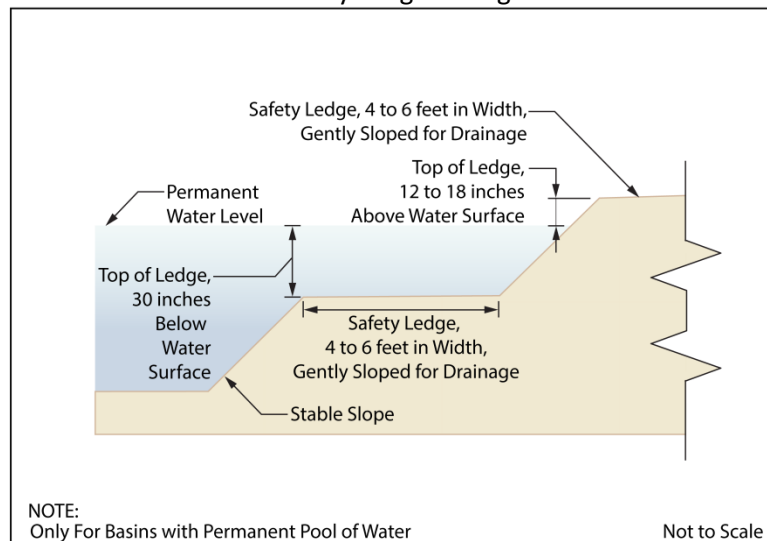 Safety Ledge, 4 to 6 feet in Width,
Gently Sloped for Drainage
Top of Ledge,
12 to 18 inches
Above Water Surface
Permanent
Water Level
Top of Ledge,
30 inches
Below
Water
Surface
Safety Ledge,
4 to 6 feet in Width,
Gently Sloped for Drainage
Stable Slope
NOTE:
Only For Basins with Permanent Pool of Water
Not to Scale